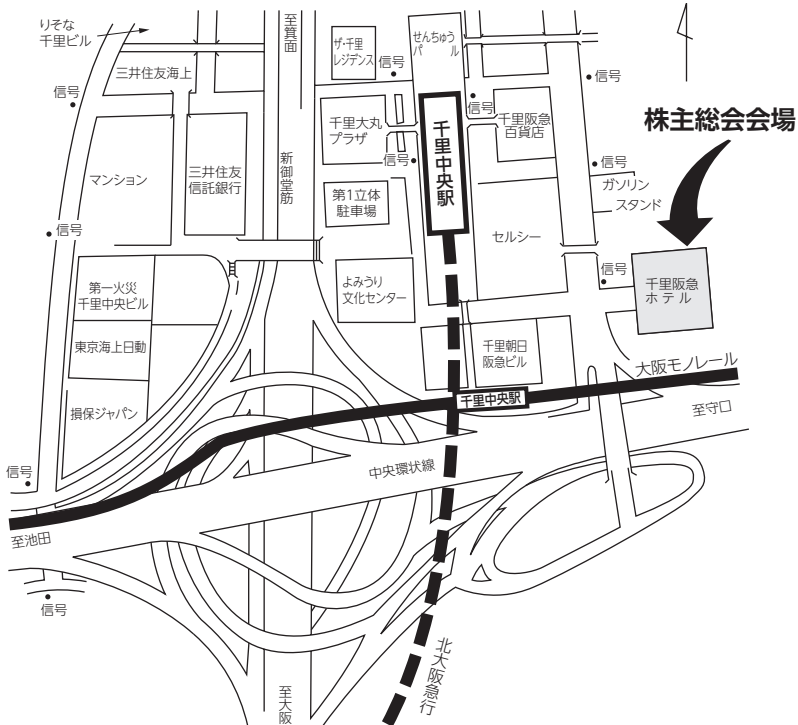 りそな
千里ビル
至箕面
ザ・千里
レジデンス
せんちゅう
パル
信号
三井住友海上
信号
信号
信号
千里大丸
プラザ
千里中央駅
千里阪急
百貨店
株主総会会場
信号
信号
ガソリン
スタンド
マンション
三井住友
信託銀行
新御堂筋
第1立体
駐車場
セルシー
信号
信号
千里阪急
ホテル
第一火災
千里中央ビル
よみうり
文化センター
東京海上日動
千里朝日
阪急ビル
大阪モノレール
千里中央駅
至守口
損保ジャパン
中央環状線
信号
至池田
信号
北大阪急行
至大阪